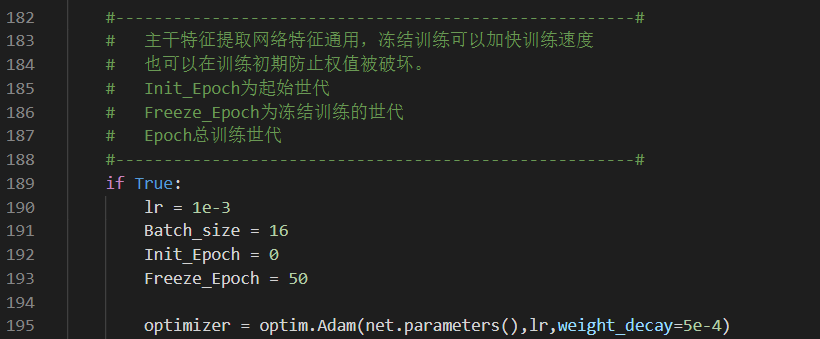 182 #------------------------------------------------------#
183 #   主干特征提取网络特征通用，冻结训练可以加快训练速度
184 #   也可以在训练初期防止权值被破坏。
185 #   Init_Epoch为起始世代
186 #   Freeze_Epoch为冻结训练的世代
187 #   Epoch总训练世代
188 #------------------------------------------------------#
189 if True:
190     lr = 1e-3
191     Batch_size = 16
192     Init_Epoch = 0
193     Freeze_Epoch = 50
194
195     optimizer = optim.Adam(net.parameters(),lr,weight_decay=5e-4)